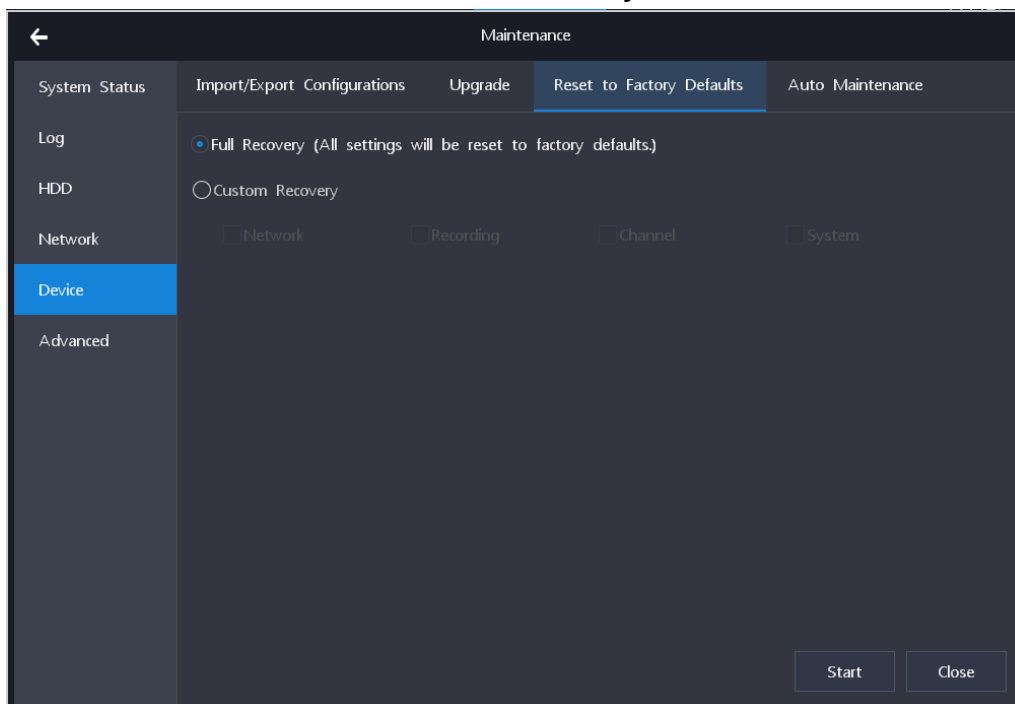 Maintenance
System Status
Import/Export Configurations Upgrade Reset to Factory Defaults Auto Maintenance
Log
Full Recovery (All settings will be reset to factory defaults.)
HDD
Custom Recovery
Network
Network Recording Channel System
Device
Advanced
Start Close